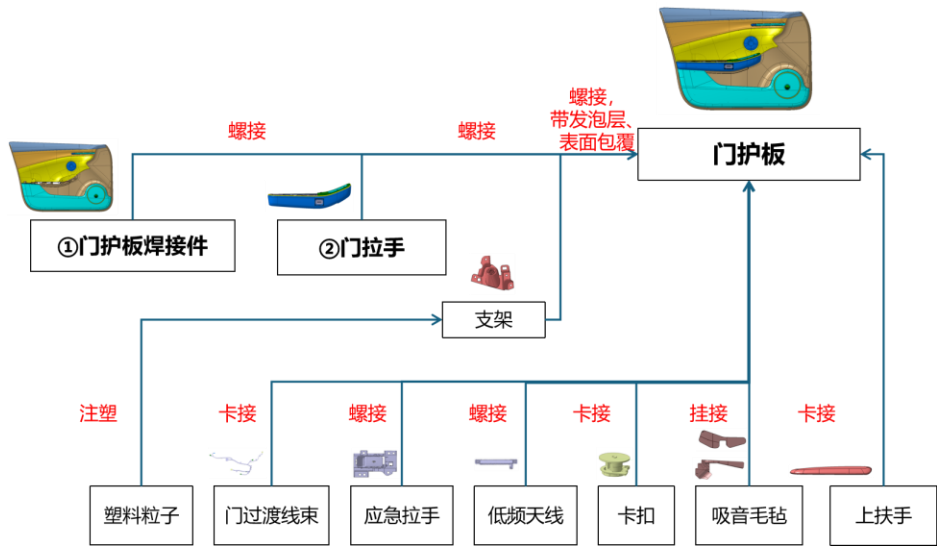 螺接，
带发泡层、
表面包覆
螺接
螺接
门护板
①门护板焊接件
②门拉手
支架
注塑
卡接
螺接
螺接
卡接
挂接
卡接
塑料粒子
门过渡线束
应急拉手
低频天线
卡扣
吸音毛毡
上扶手